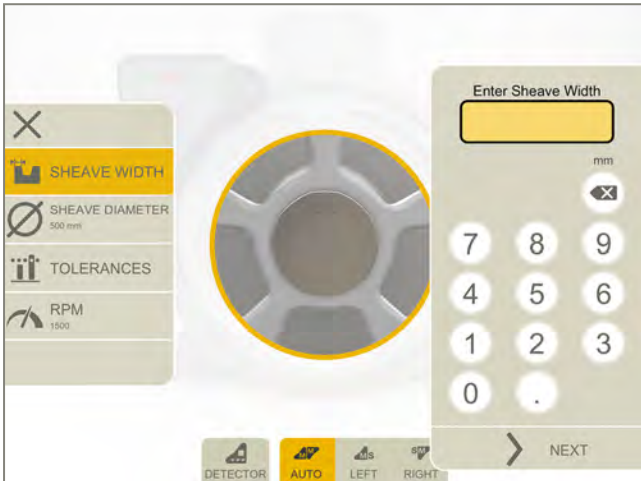 SHEAVE WIDTH
SHEAVE DIAMETER
500 mm
TOLERANCES
RPM
1500
Enter Sheave Width
mm
7 8 9
4 5 6
1 2 3
0 .
NEXT
DETECTOR AUTO LEFT RIGHT